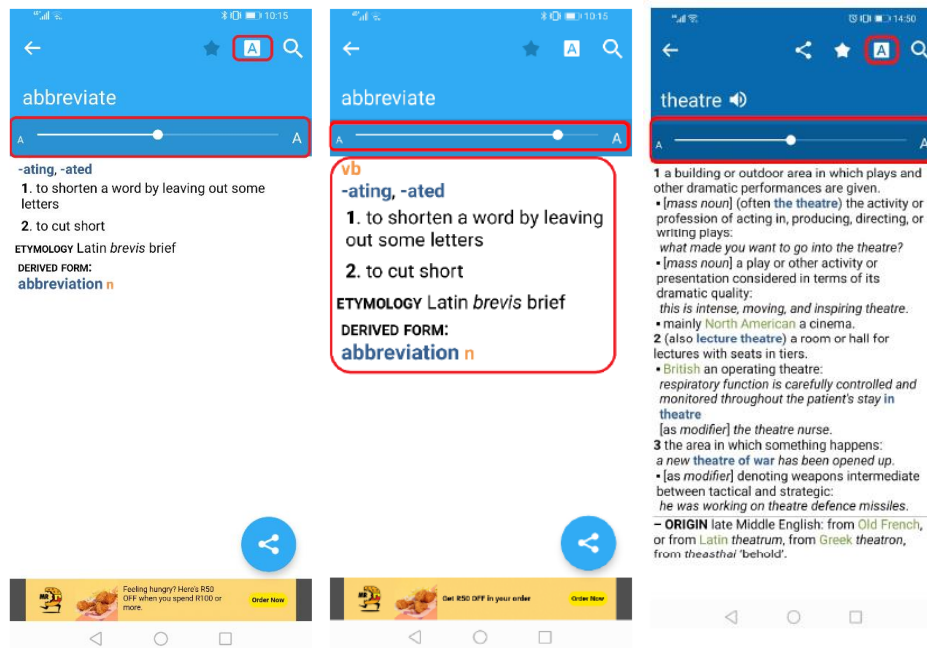 10:15
A
abbreviate
A A
-ating, -ated
1. to shorten a word by leaving out some
letters
2. to cut short
ETYMOLOGY Latin brevis brief
DERIVED FORM:
abbreviation n
Feeling hungry? Here's R50
OFF when you spend R100 or
more.
Order Now
10:15
A
abbreviate
A A
vb
-ating, -ated
1. to shorten a word by leaving
out some letters
2. to cut short
ETYMOLOGY Latin brevis brief
DERIVED FORM:
abbreviation n
Get R50 OFF in your order
Order Now
14:50
A
theatre
A A
1 a building or outdoor area in which plays and
other dramatic performances are given.
▪ [mass noun] (often the theatre) the activity or
profession of acting in, producing, directing, or
writing plays:
what made you want to go into the theatre?
▪ [mass noun] a play or other activity or
presentation considered in terms of its
dramatic quality:
this is intense, moving, and inspiring theatre.
▪ mainly North American a cinema.
2 (also lecture theatre) a room or hall for
lectures with seats in tiers.
▪ British an operating theatre:
respiratory function is carefully controlled and
monitored throughout the patient's stay in
theatre
[as modifier] the theatre nurse.
3 the area in which something happens:
a new theatre of war has been opened up.
▪ [as modifier] denoting weapons intermediate
between tactical and strategic:
he was working on theatre defence missiles.
– ORIGIN late Middle English: from Old French,
or from Latin theatrum, from Greek theatron,
from theasthai 'behold'.